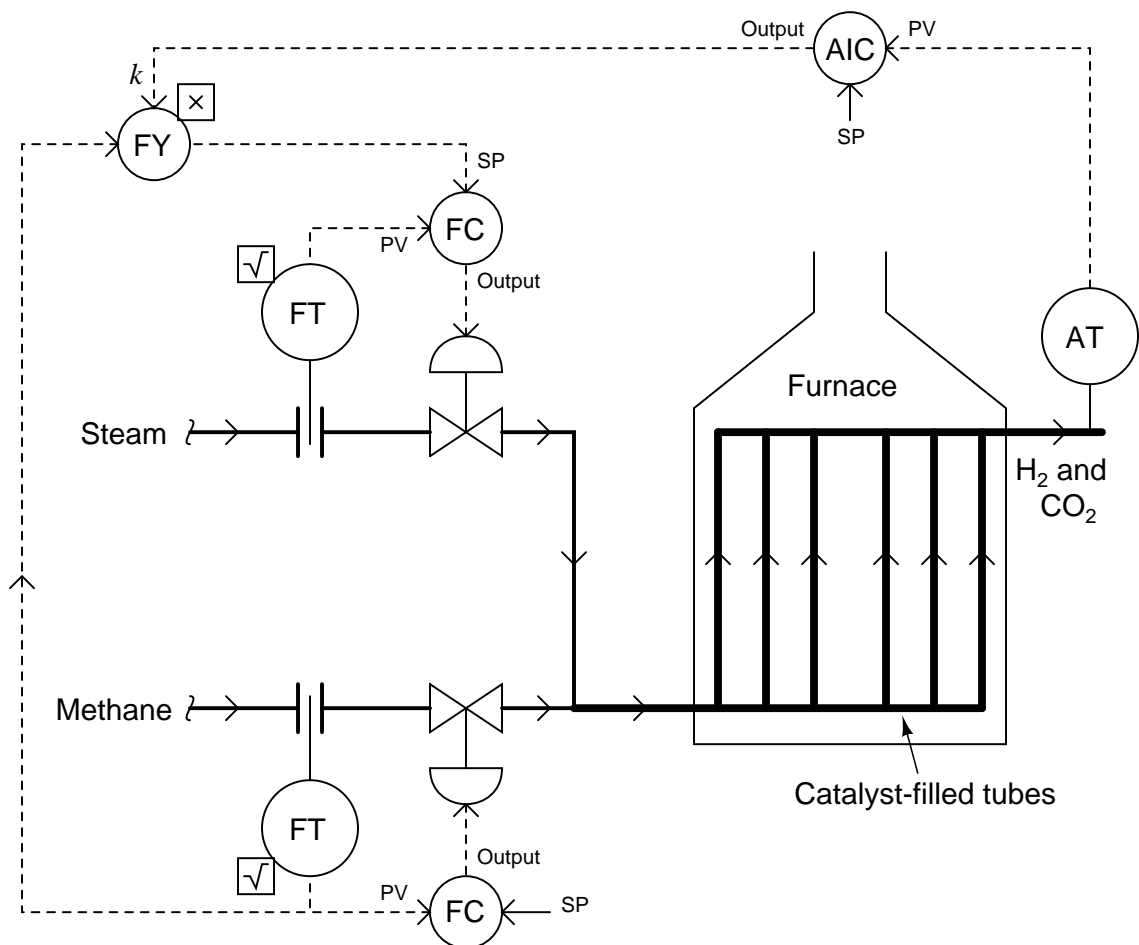 Output
AIC
PV
k
×
FY
SP
SP
FC
PV
√
Output
FT
AT
Furnace
Steam
H₂ and
CO₂
Methane
Catalyst-filled tubes
FT
Output
√
PV
FC
SP